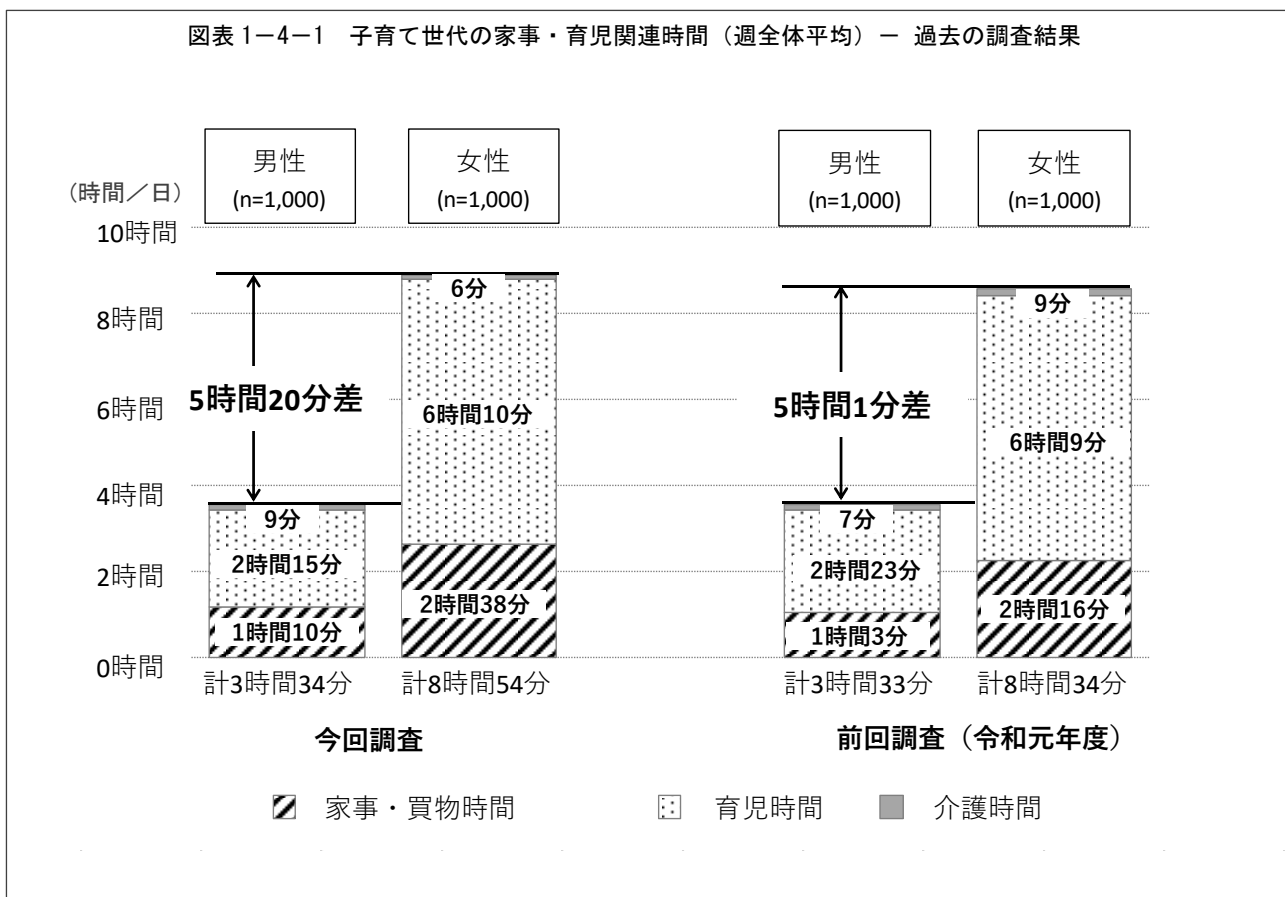 図表 1－4－1　子育て世代の家事・育児関連時間（週全体平均）－ 過去の調査結果
男性
(n=1,000)
女性
(n=1,000)
男性
(n=1,000)
女性
(n=1,000)
（時間／日）
10時間
8時間
6時間
4時間
2時間
0時間
5時間20分差
9分
2時間15分
1時間10分
6分
6時間10分
2時間38分
5時間1分差
7分
2時間23分
1時間3分
9分
6時間9分
2時間16分
計3時間34分
計8時間54分
計3時間33分
計8時間34分
今回調査
前回調査（令和元年度）
家事・買物時間
育児時間
介護時間